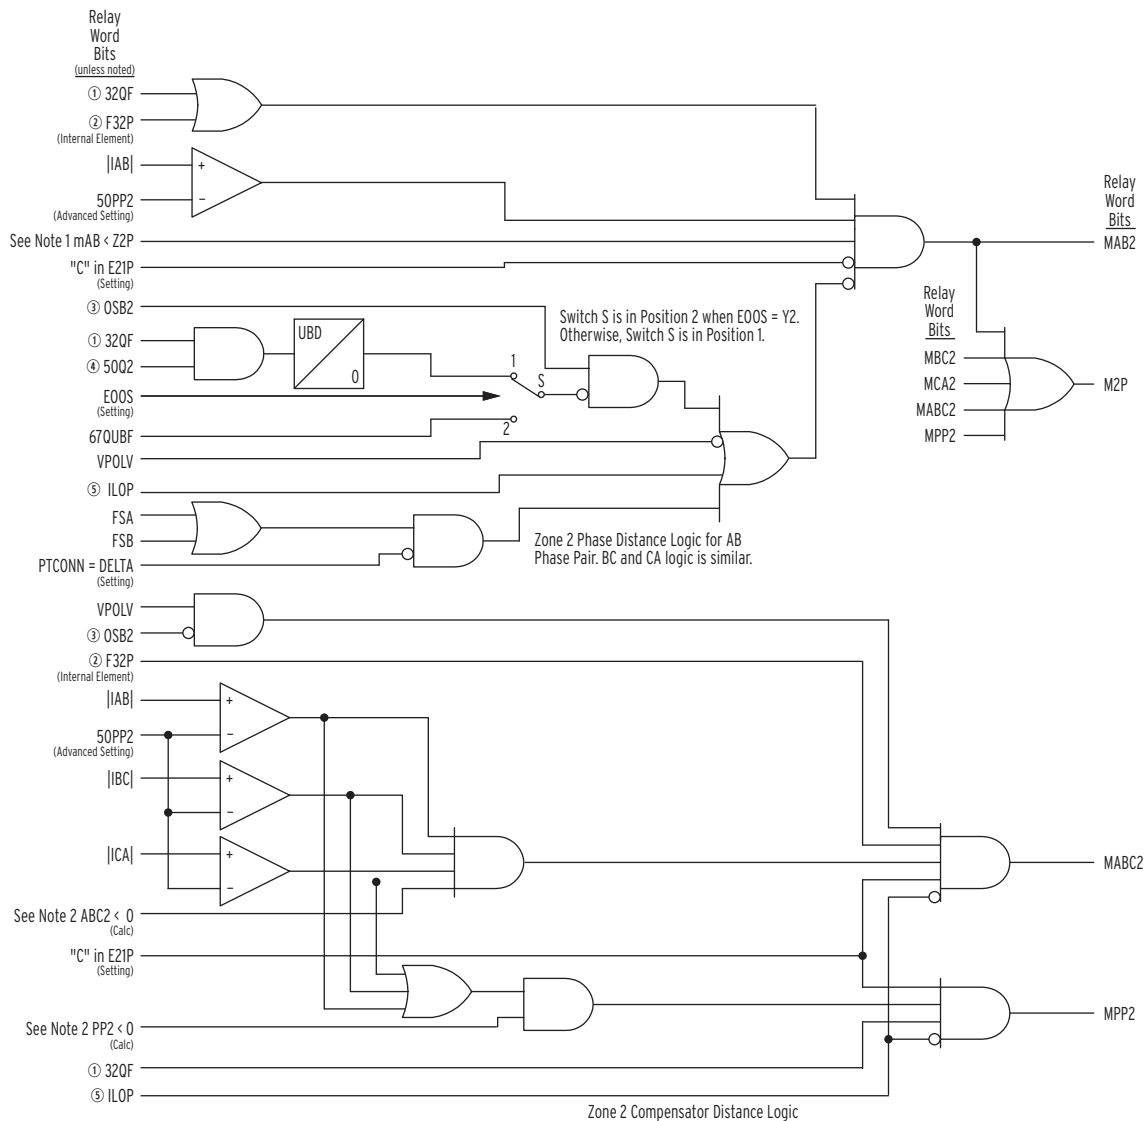 Relay
Word
Bits
(unless noted)
① 32QF
② F32P
(Internal Element)
|IAB|
+
50PP2
−
(Advanced Setting)
See Note 1 mAB < Z2P
"C" in E21P
(Setting)
Relay
Word
Bits
MAB2
③ OSB2
Switch S is in Position 2 when EOOS = Y2.
Otherwise, Switch S is in Position 1.
① 32QF
④ 50Q2
UBD
0
1
S
2
EOOS
(Setting)
67QUBF
VPOLV
⑤ ILOP
Relay
Word
Bits
MBC2
MCA2
MABC2
MPP2
M2P
FSA
FSB
PTCONN = DELTA
(Setting)
Zone 2 Phase Distance Logic for AB
Phase Pair. BC and CA logic is similar.
VPOLV
③ OSB2
② F32P
(Internal Element)
|IAB|
+
50PP2
−
(Advanced Setting)
|IBC|
+
−
|ICA|
+
−
MABC2
See Note 2 ABC2 < 0
(Calc)
"C" in E21P
(Setting)
MPP2
See Note 2 PP2 < 0
(Calc)
① 32QF
⑤ ILOP
Zone 2 Compensator Distance Logic